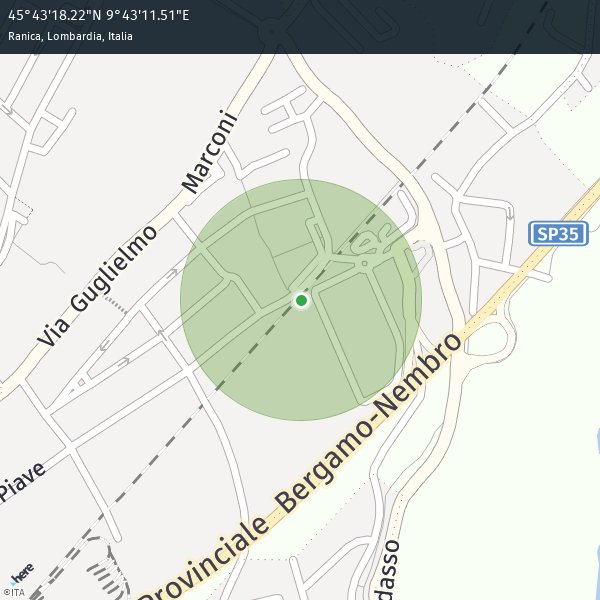 45°43'18.22"N 9°43'11.51"E
Ranica, Lombardia, Italia
Via Guglielmo Marconi
SP35
Provinciale Bergamo-Nembro
Piave
dasso
here
©ITA